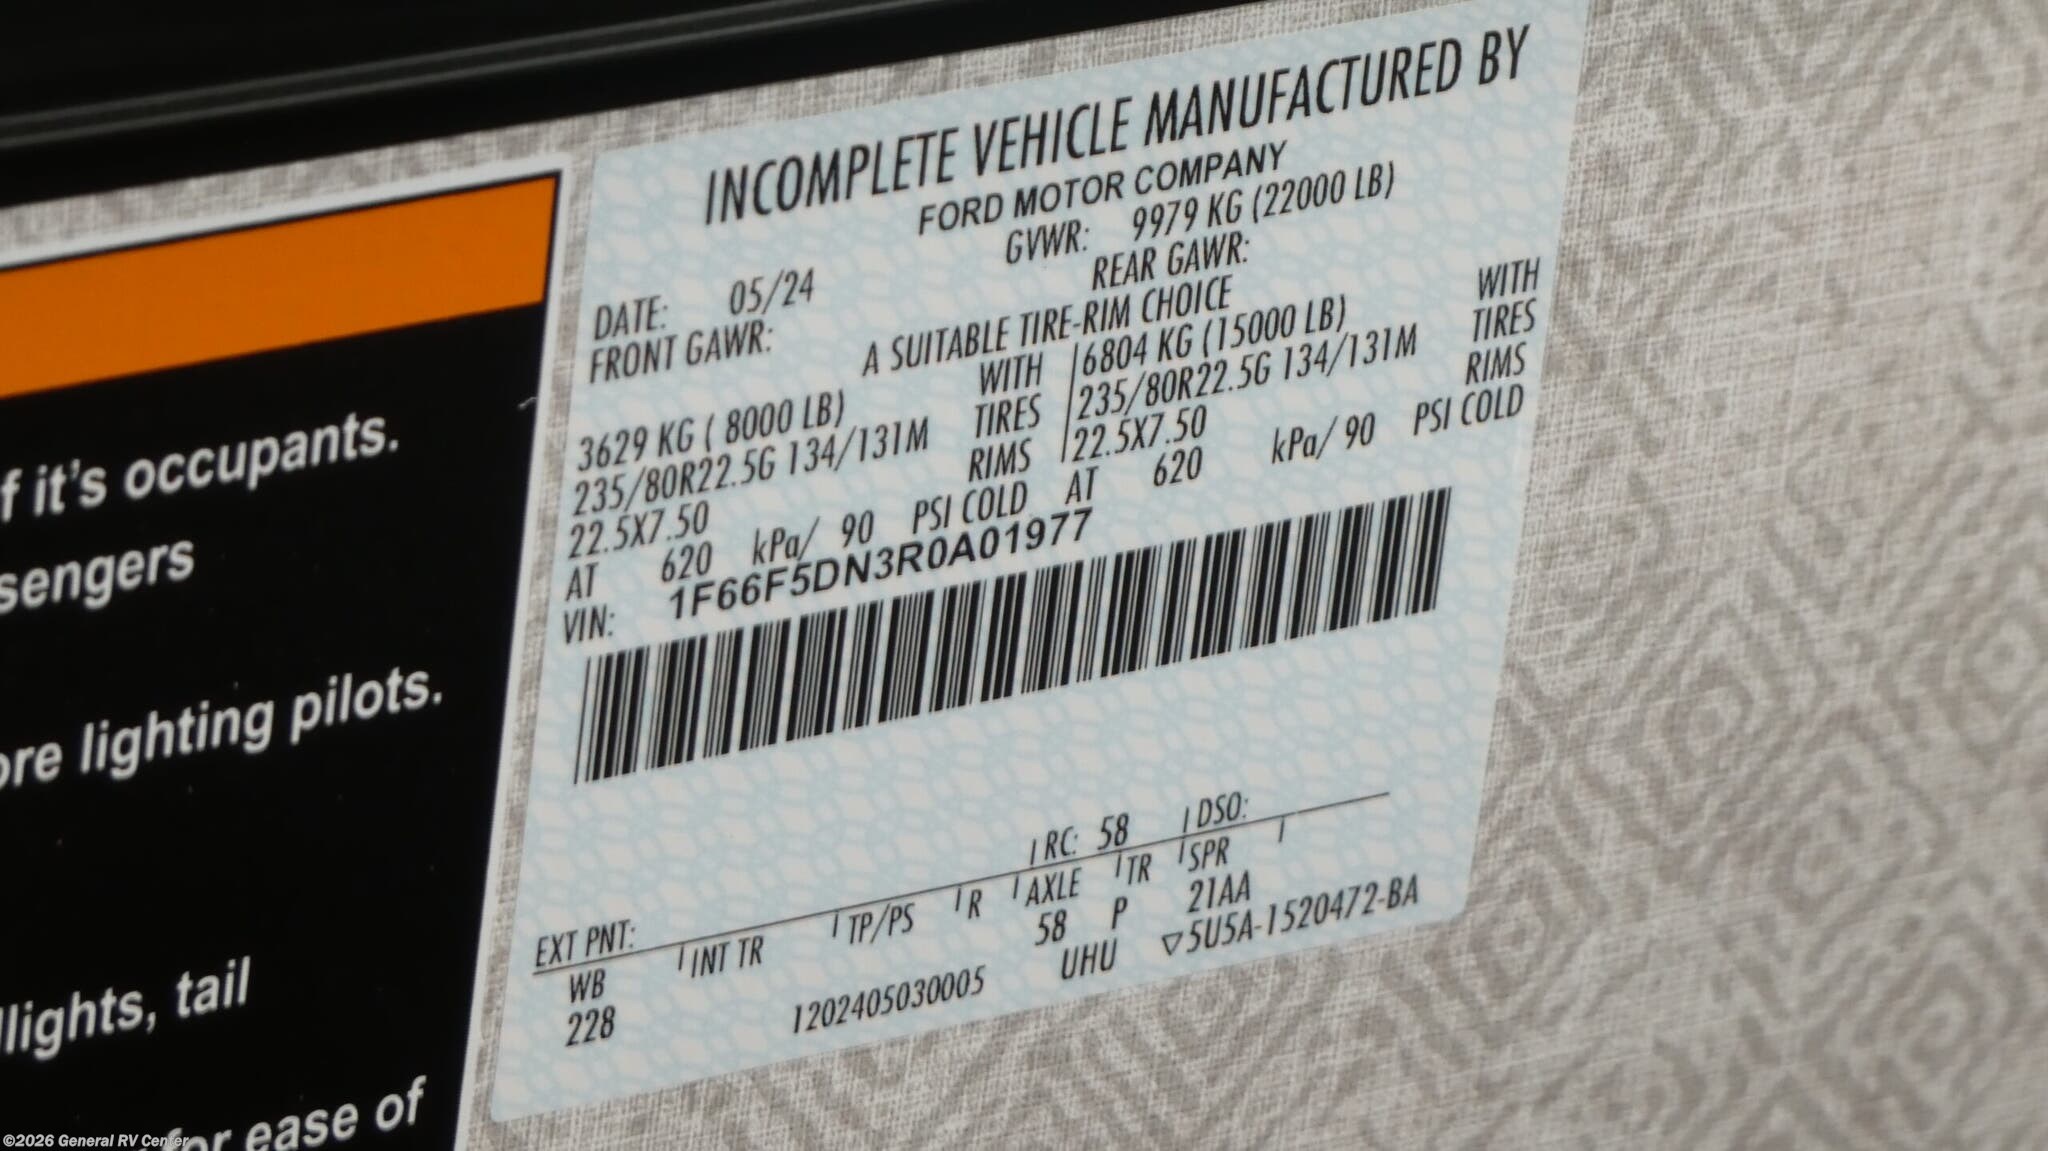 INCOMPLETE VEHICLE MANUFACTURED BY
FORD MOTOR COMPANY
GVWR: 9979 KG (22000 LB)
DATE: 05/24
REAR GAWR:
FRONT GAWR:
A SUITABLE TIRE-RIM CHOICE
3629 KG ( 8000 LB) WITH
235/80R22.5G 134/131M TIRES
22.5X7.50 RIMS
AT 620 kPa/ 90 PSI COLD
6804 KG (15000 LB) WITH
235/80R22.5G 134/131M TIRES
22.5X7.50 RIMS
AT 620 kPa/ 90 PSI COLD
VIN: 1F66F5DN3R0A01977
RC: 58 DSO:
EXT PNT:
WB INT TR TP/PS R AXLE TR SPR
228 58 P 21AA
1202405030005 UHU ▽5U5A-1520472-BA
f it's occupants.
sengers
ore lighting pilots.
lights, tail
for ease of
©2026 General RV Center